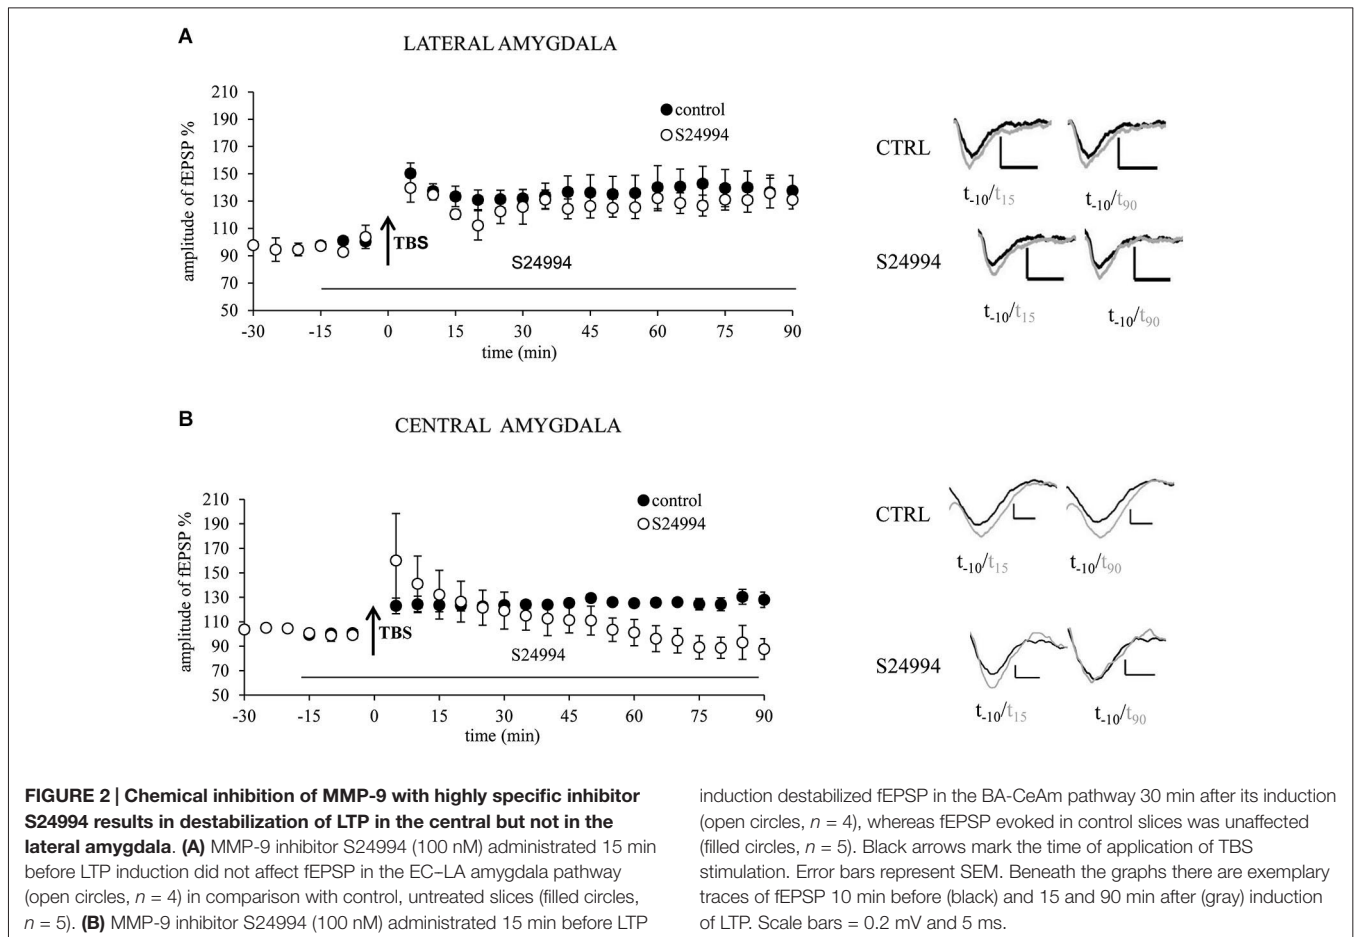 A
LATERAL AMYGDALA
amplitude of fEPSP %
210
190
170
150
130
110
90
70
50
control
S24994
TBS
S24994
-30 -15 0 15 30 45 60 75 90
time (min)
CTRL
t-10/t15 t-10/t90
S24994
t-10/t15 t-10/t90
B
CENTRAL AMYGDALA
amplitude of fEPSP %
210
190
170
150
130
110
90
70
50
control
S24994
TBS
S24994
-30 -15 0 15 30 45 60 75 90
time (min)
CTRL
t-10/t15 t-10/t90
S24994
t-10/t15 t-10/t90
FIGURE 2 | Chemical inhibition of MMP-9 with highly specific inhibitor
S24994 results in destabilization of LTP in the central but not in the
lateral amygdala. (A) MMP-9 inhibitor S24994 (100 nM) administrated 15 min
before LTP induction did not affect fEPSP in the EC–LA amygdala pathway
(open circles, n = 4) in comparison with control, untreated slices (filled circles,
n = 5). (B) MMP-9 inhibitor S24994 (100 nM) administrated 15 min before LTP
induction destabilized fEPSP in the BA-CeAm pathway 30 min after its induction
(open circles, n = 4), whereas fEPSP evoked in control slices was unaffected
(filled circles, n = 5). Black arrows mark the time of application of TBS
stimulation. Error bars represent SEM. Beneath the graphs there are exemplary
traces of fEPSP 10 min before (black) and 15 and 90 min after (gray) induction
of LTP. Scale bars = 0.2 mV and 5 ms.